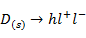 D₍ₛ₎ → hl⁺l⁻